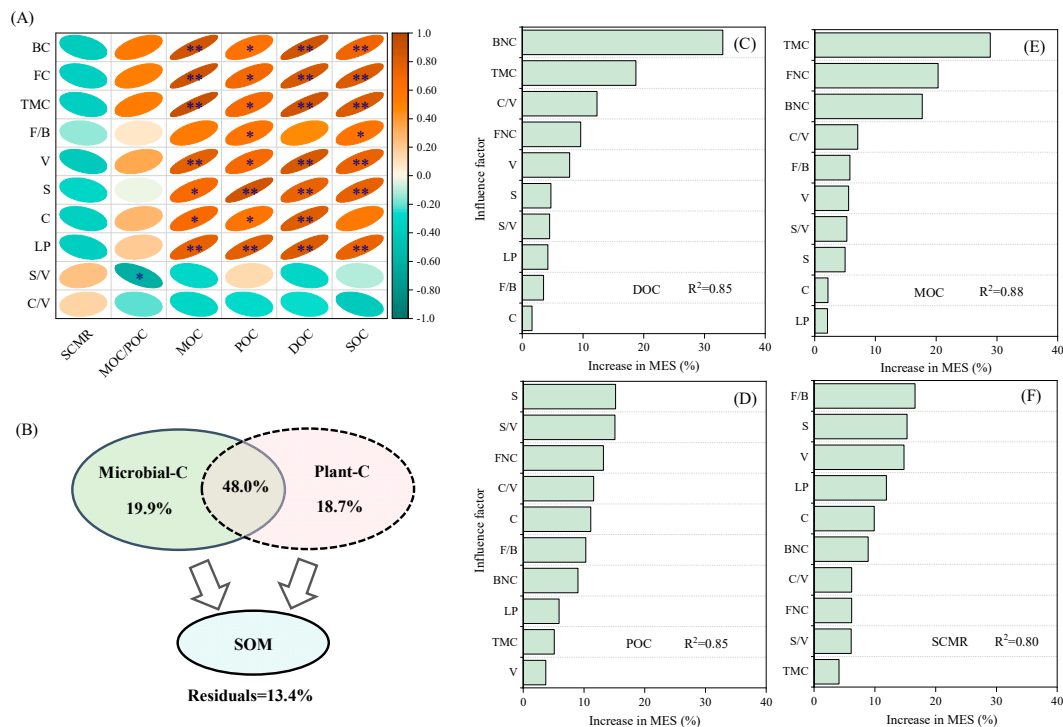 (A)
BC ** * ** **
FC ** * ** **
TMC ** * ** **
F/B * *
V ** * ** **
S * ** ** **
C * * **
LP ** ** ** **
S/V *
C/V
SCMR MOC/POC MOC POC DOC SOC
1.0
0.80
0.60
0.40
0.20
0.0
-0.20
-0.40
-0.60
-0.80
-1.0
(B)
Microbial-C
19.9%
48.0%
Plant-C
18.7%
SOM
Residuals=13.4%
(C)
Influence factor
BNC
TMC
C/V
FNC
V
S
S/V
LP
F/B
C
DOC R²=0.85
0 10 20 30 40
Increase in MES (%)
(E)
TMC
FNC
BNC
C/V
F/B
V
S/V
S
C
LP
MOC R²=0.88
0 10 20 30 40
Increase in MES (%)
(D)
Influence factor
S
S/V
FNC
C/V
C
F/B
BNC
LP
TMC
V
POC R²=0.85
0 10 20 30 40
Increase in MES (%)
(F)
F/B
S
V
LP
C
BNC
C/V
FNC
S/V
TMC
SCMR R²=0.80
0 10 20 30 40
Increase in MES (%)